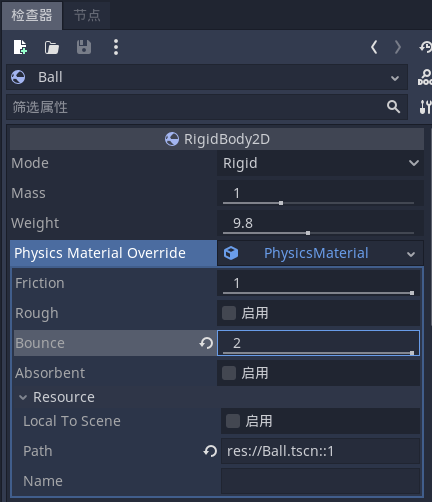 检查器 节点
Ball
DOC
筛选属性
RigidBody2D
Mode Rigid
Mass 1
Weight 9.8
Physics Material Override PhysicsMaterial
Friction 1
Rough 启用
Bounce 2
Absorbent 启用
Resource
Local To Scene 启用
Path res://Ball.tscn::1
Name